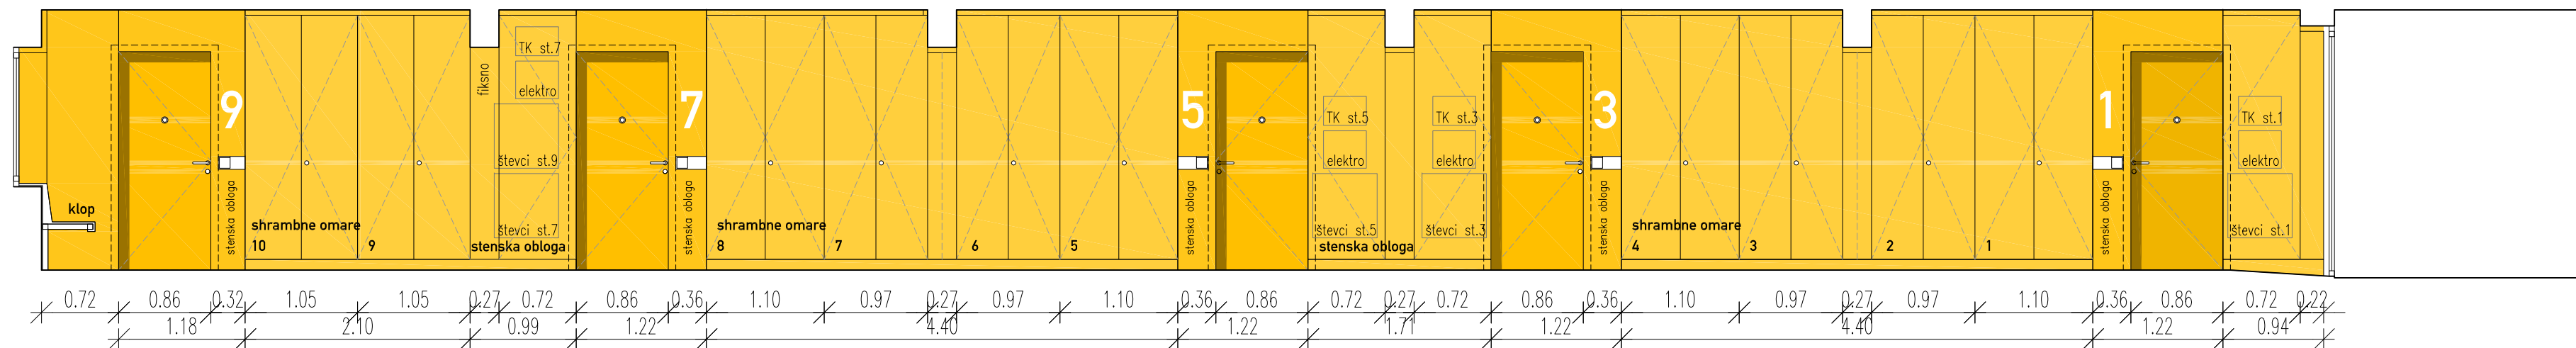 klop
9
stenska obloga
shrambne omare
10 9
fiksno
TK st.7
elektro
števci st.9
števci st.7
stenska obloga
7
stenska obloga
shrambne omare
8 7 6 5
5
stenska obloga
TK st.5
elektro
števci st.5
stenska obloga
TK st.3
elektro
števci st.3
3
stenska obloga
shrambne omare
4 3 2 1
1
stenska obloga
TK st.1
elektro
števci st.1
0.72 0.86 0.32 1.05 1.05 0.27 0.72 0.86 0.36 1.10 0.97 0.27 0.97 1.10 0.36 0.86 0.72 0.27 0.72 0.86 0.36 1.10 0.97 0.27 0.97 1.10 0.36 0.86 0.72 0.22
1.18 2.10 0.99 1.22 4.40 1.22 1.71 1.22 4.40 1.22 0.94